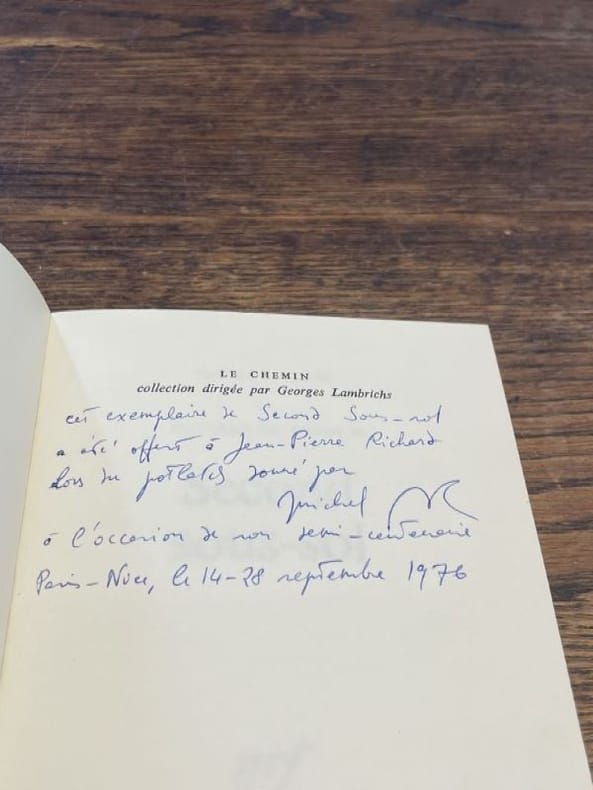 LE CHEMIN
collection dirigée par Georges Lambrichs
cet exemplaire de Second Sous-sol
a été offert à Jean-Pierre Richard
lors du potlatch donné par
Michel
à l'occasion de son demi-centenaire
Paris-Nice, le 14-28 septembre 1976